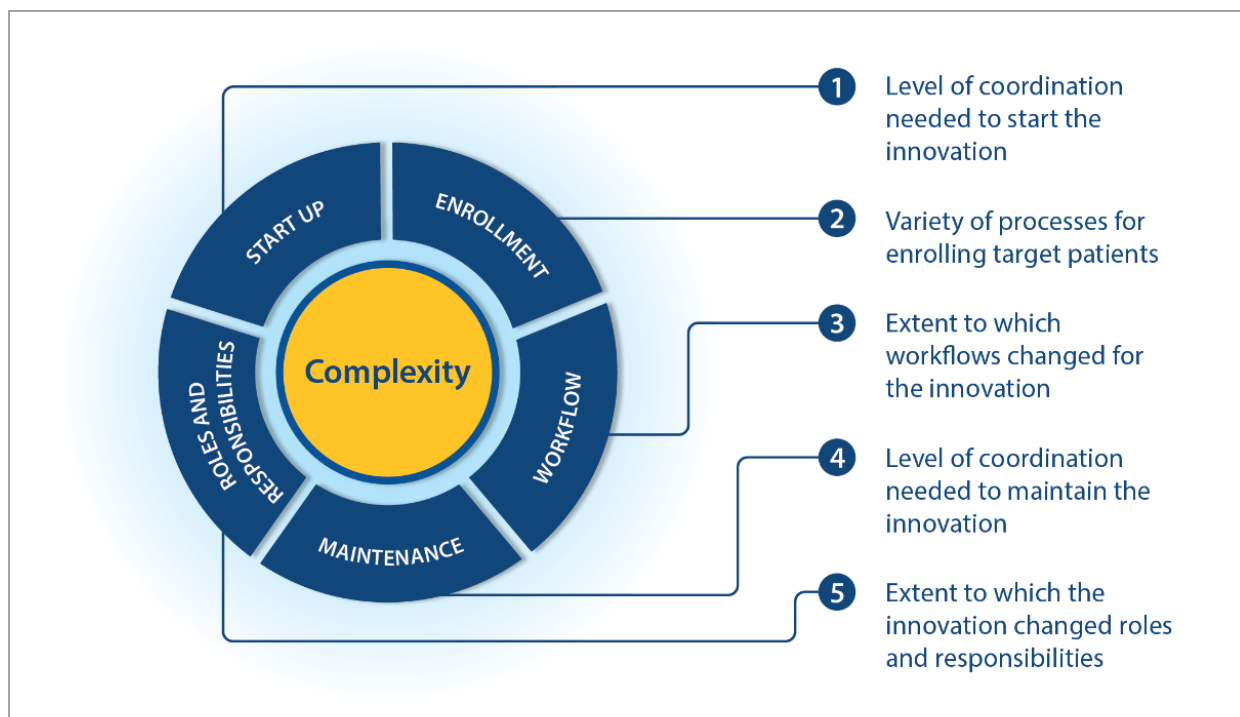 START UP
ENROLLMENT
WORKFLOW
MAINTENANCE
ROLES AND
RESPONSIBILITIES
Complexity
1
Level of coordination
needed to start the
innovation
2
Variety of processes for
enrolling target patients
3
Extent to which
workflows changed for
the innovation
4
Level of coordination
needed to maintain the
innovation
5
Extent to which the
innovation changed roles
and responsibilities